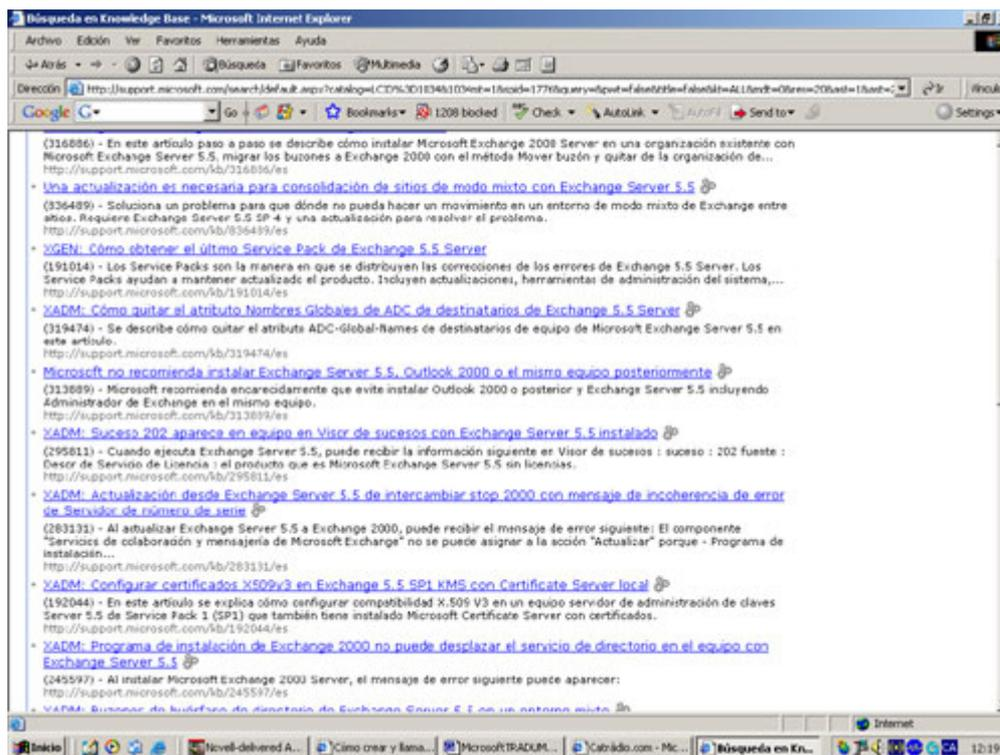 Búsqueda en Knowledge Base - Microsoft Internet Explorer
Archivo Edición Ver Favoritos Herramientas Ayuda
Atrás Búsqueda Favoritos Multimedia
Dirección
Google G Go Bookmarks 1208 blocked Check AutoLink AutoFill Send to Settings
(316886) - En este artículo paso a paso se describe cómo instalar Microsoft Exchange 2000 Server en una organización existente con
Microsoft Exchange Server 5.5, migrar los buzones a Exchange 2000 con el método Mover buzón y quitar de la organización de...
http://support.microsoft.com/kb/316886/es
Una actualización es necesaria para consolidación de sitios de modo mixto con Exchange Server 5.5
(836489) - Soluciona un problema para que dónde no pueda hacer un movimiento en un entorno de modo mixto de Exchange entre
sitios. Requiere Exchange Server 5.5 SP 4 y una actualización para resolver el problema.
http://support.microsoft.com/kb/836489/es
XGEN: Cómo obtener el último Service Pack de Exchange 5.5 Server
(191014) - Los Service Packs son la manera en que se distribuyen las correcciones de los errores de Exchange 5.5 Server. Los
Service Packs ayudan a mantener actualizado el producto. Incluyen actualizaciones, herramientas de administración del sistema,...
http://support.microsoft.com/kb/191014/es
XADM: Cómo quitar el atributo Nombres Globales de ADC de destinatarios de Exchange 5.5 Server
(319474) - Se describe cómo quitar el atributo ADC-Global-Names de destinatarios de equipo de Microsoft Exchange Server 5.5 en
este artículo.
http://support.microsoft.com/kb/319474/es
Microsoft no recomienda instalar Exchange Server 5.5, Outlook 2000 o el mismo equipo posteriormente
(313889) - Microsoft recomienda encarecidamente que evite instalar Outlook 2000 o posterior y Exchange Server 5.5 incluyendo
Administrador de Exchange en el mismo equipo.
http://support.microsoft.com/kb/313889/es
XADM: Suceso 202 aparece en equipo en Visor de sucesos con Exchange Server 5.5 instalado
(295811) - Cuando ejecuta Exchange Server 5.5, puede recibir la información siguiente en Visor de sucesos : suceso : 202 fuente :
Descr de Servicio de Licencia : el producto que es Microsoft Exchange Server 5.5 sin licencias.
http://support.microsoft.com/kb/295811/es
XADM: Actualización desde Exchange Server 5.5 de intercambiar stop 2000 con mensaje de incoherencia de error
de Servidor de número de serie
(283131) - Al actualizar Exchange Server 5.5 a Exchange 2000, puede recibir el mensaje de error siguiente: El componente
"Servicios de colaboración y mensajería de Microsoft Exchange" no se puede asignar a la acción "Actualizar" porque - Programa de
instalación...
http://support.microsoft.com/kb/283131/es
XADM: Configurar certificados X509v3 en Exchange 5.5 SP1 KMS con Certificate Server local
(192044) - En este artículo se explica cómo configurar compatibilidad X.509 V3 en un equipo servidor de administración de claves
Server 5.5 de Service Pack 1 (SP1) que también tiene instalado Microsoft Certificate Server con certificados.
http://support.microsoft.com/kb/192044/es
XADM: Programa de instalación de Exchange 2000 no puede desplazar el servicio de directorio en el equipo con
Exchange Server 5.5
(245597) - Al instalar Microsoft Exchange 2000 Server, el mensaje de error siguiente puede aparecer:
http://support.microsoft.com/kb/245597/es
XADM: Buzones de huérfano de directorio de Exchange Server 5.5 en un entorno mixto
Internet
Inicio Novell-delivered A... Cómo crear y llama... MicrosoftTRADUM... Catràdio.com - Mic... Búsqueda en Kn... CA